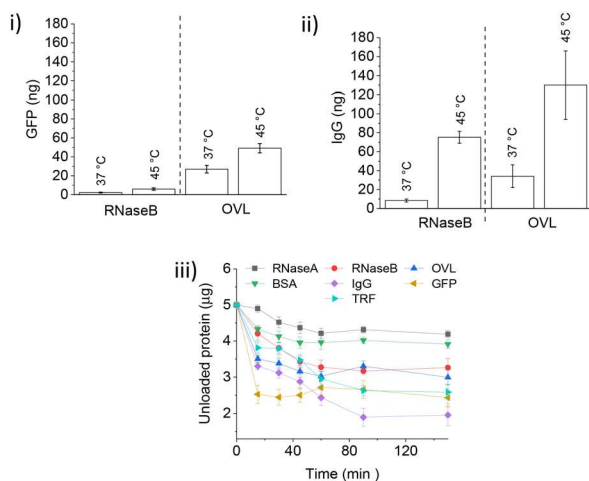 i)
GFP (ng)
180
160
140
120
100
80
60
40
20
0
37 °C
45 °C
37 °C
45 °C
RNaseB
OVL
ii)
IgG (ng)
180
160
140
120
100
80
60
40
20
0
37 °C
45 °C
37 °C
45 °C
RNaseB
OVL
iii)
Unloaded protein (µg)
6
5
4
3
2
RNaseA RNaseB OVL
BSA IgG GFP
TRF
0 40 80 120
Time (min )